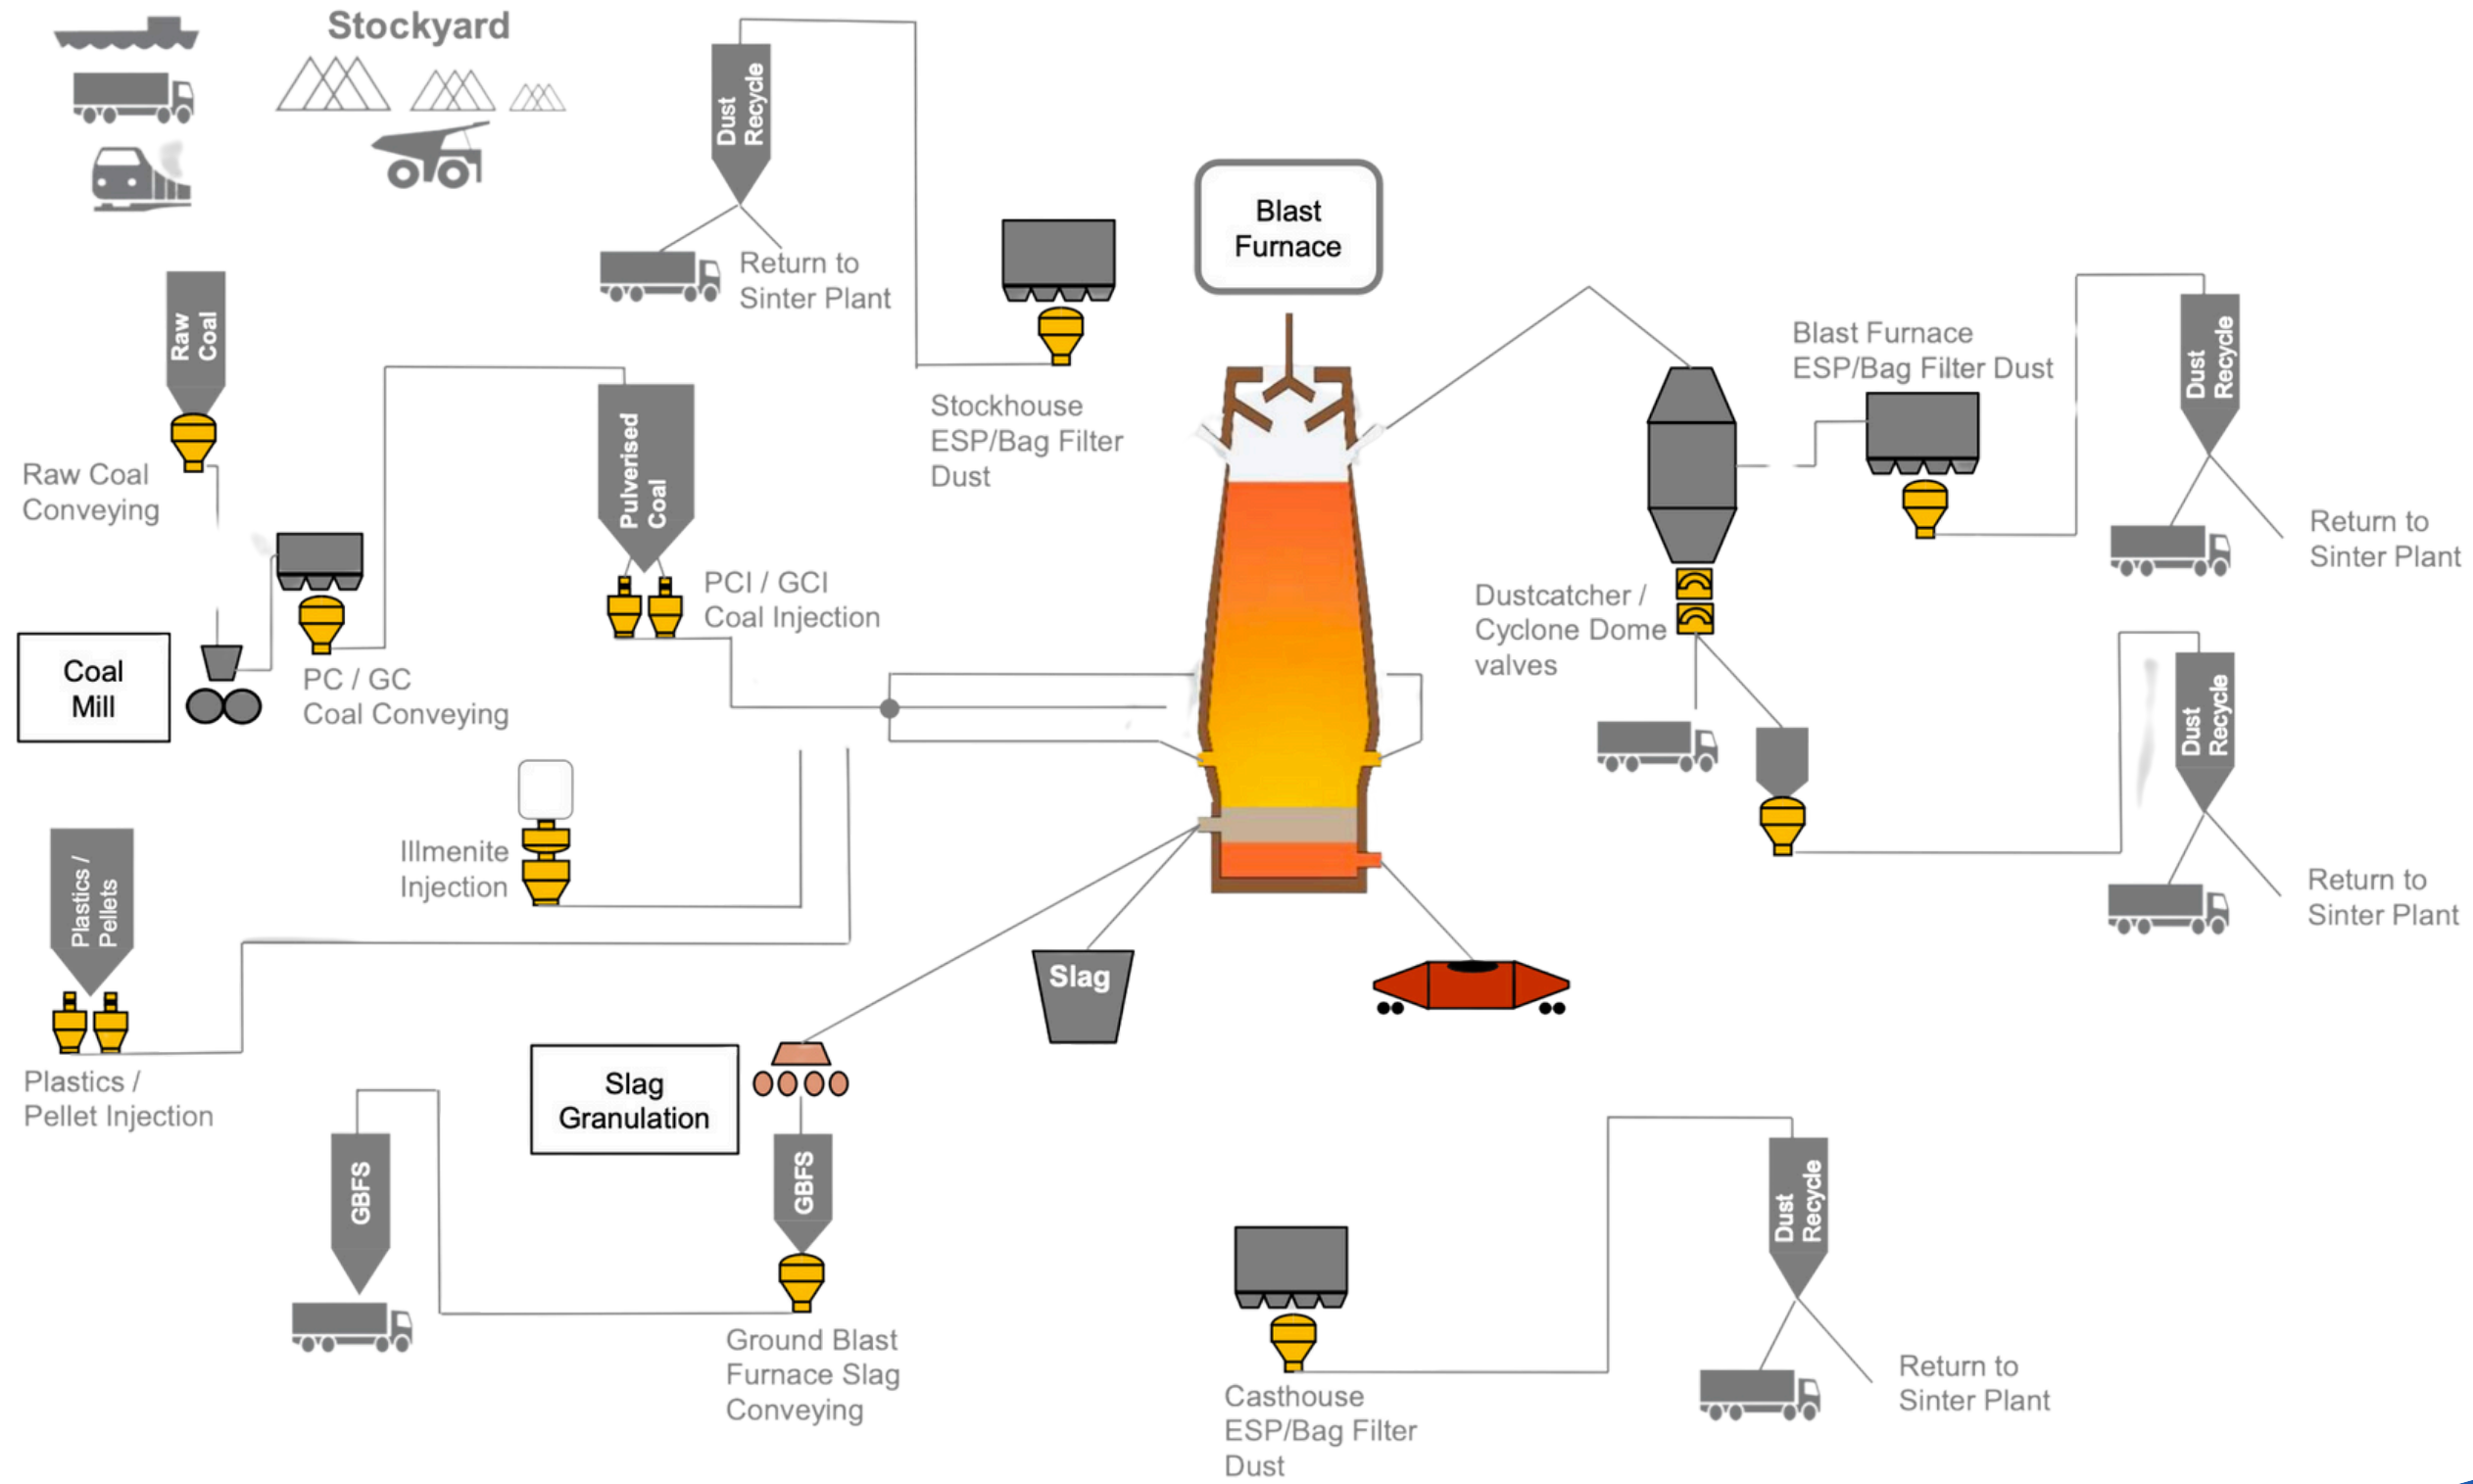 Stockyard
Dust
Recycle
Return to
Sinter Plant
Blast
Furnace
Raw
Coal
Raw Coal
Conveying
Pulverised
Coal
Stockhouse
ESP/Bag Filter
Dust
Blast Furnace
ESP/Bag Filter Dust
Dust
Recycle
Return to
Sinter Plant
Coal
Mill
PC / GC
Coal Conveying
PCI / GCI
Coal Injection
Dustcatcher /
Cyclone Dome
valves
Dust
Recycle
Return to
Sinter Plant
Illmenite
Injection
Plastics /
Pellets
Plastics /
Pellet Injection
Slag
Slag
Granulation
GBFS
GBFS
Ground Blast
Furnace Slag
Conveying
Casthouse
ESP/Bag Filter
Dust
Dust
Recycle
Return to
Sinter Plant